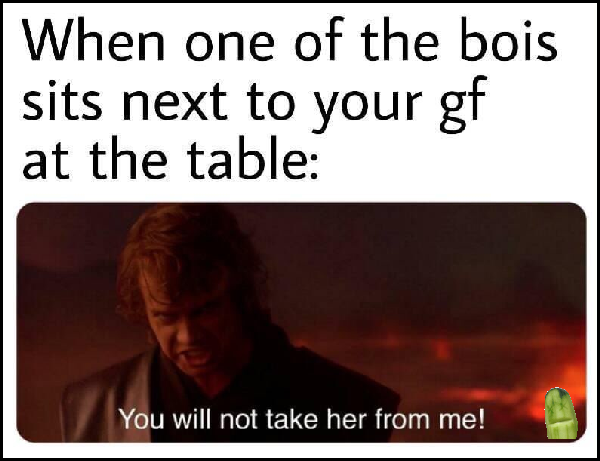 When one of the bois
sits next to your gf
at the table:
You will not take her from me!